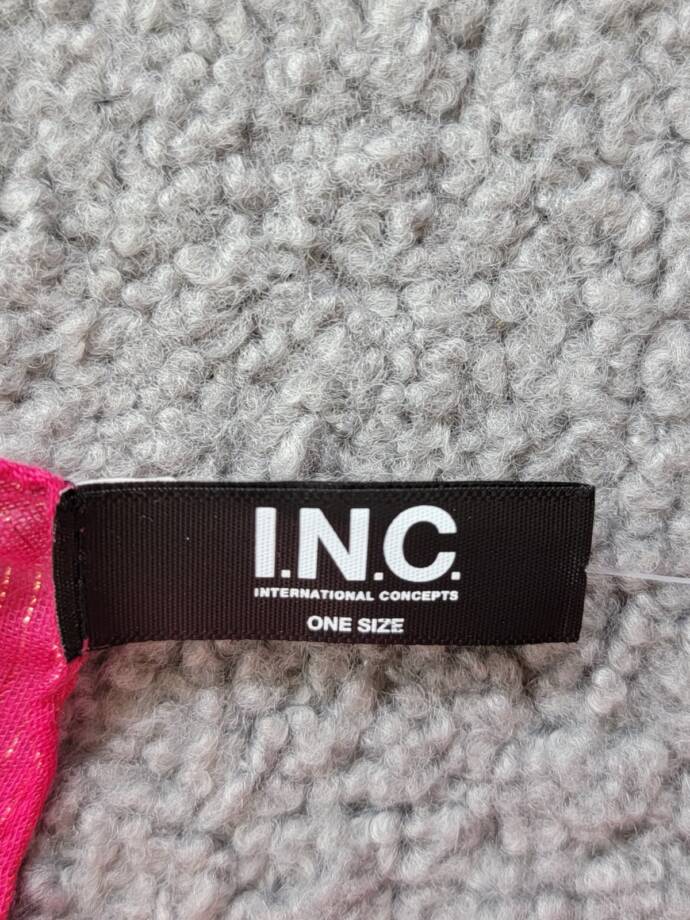 I.N.C.
INTERNATIONAL CONCEPTS
ONE SIZE